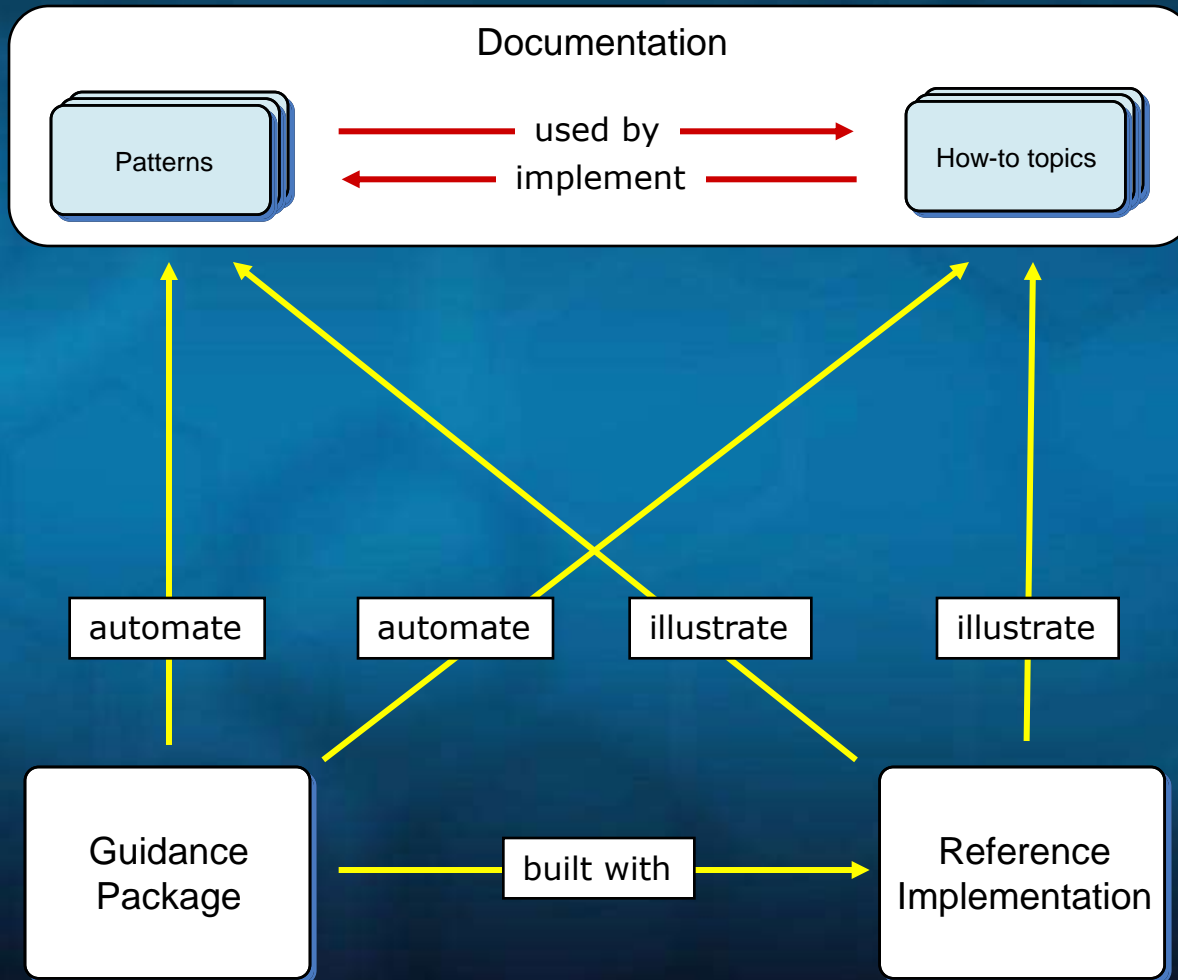 Documentation
Patterns
used by
implement
How-to topics
automate
automate
illustrate
illustrate
Guidance
Package
built with
Reference
Implementation